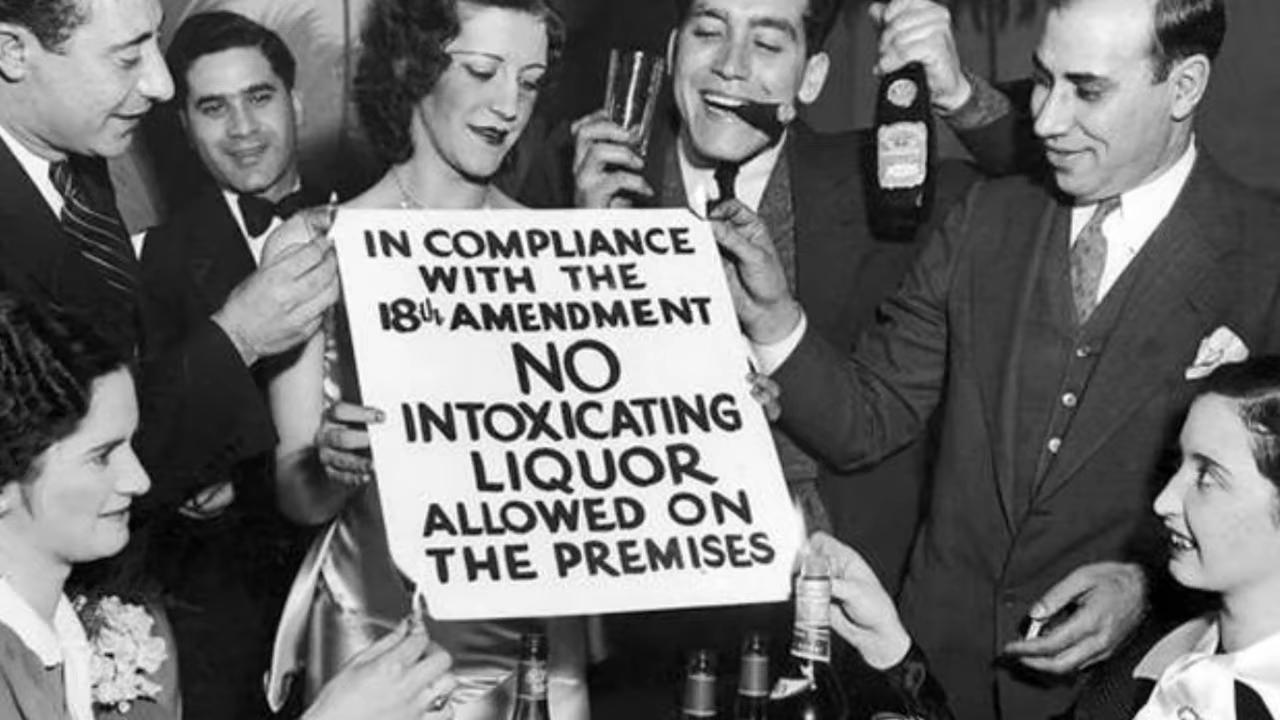 IN COMPLIANCE
WITH THE
18th AMENDMENT
NO
INTOXICATING
LIQUOR
ALLOWED ON
THE PREMISES